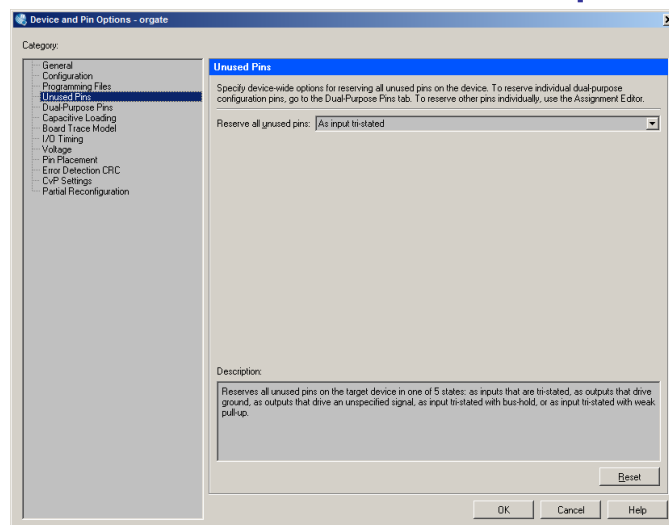 Device and Pin Options - orgate
Category:
General
Configuration
Programming Files
Unused Pins
Dual-Purpose Pins
Capacitive Loading
Board Trace Model
I/O Timing
Voltage
Pin Placement
Error Detection CRC
CvP Settings
Partial Reconfiguration
Unused Pins
Specify device-wide options for reserving all unused pins on the device. To reserve individual dual-purpose
configuration pins, go to the Dual-Purpose Pins tab. To reserve other pins individually, use the Assignment Editor.
Reserve all unused pins: As input tri-stated
Description:
Reserves all unused pins on the target device in one of 5 states: as inputs that are tri-stated, as outputs that drive
ground, as outputs that drive an unspecified signal, as input tri-stated with bus-hold, or as input tri-stated with weak
pull-up.
Reset
OK Cancel Help